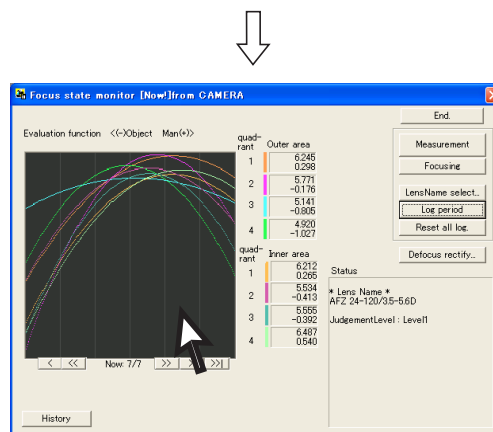 Focus state monitor [Now!]from CAMERA
End.
Evaluation function <(-)Object Man(+)>
Measurement
Focusing
LensName select..
Log period
Reset all log.
Defocus rectify...
quad-
rant Outer area
1 6.245
0.298
2 5.771
-0.176
3 5.141
-0.805
4 4.920
-1.027
quad-
rant Inner area
1 6.212
0.265
2 5.534
-0.413
3 5.555
-0.392
4 6.487
0.540
Status
* Lens Name *
AFZ 24-120/3.5-5.6D
JudgementLevel : Level1
< << Now: 7/7 >> > >>|
History